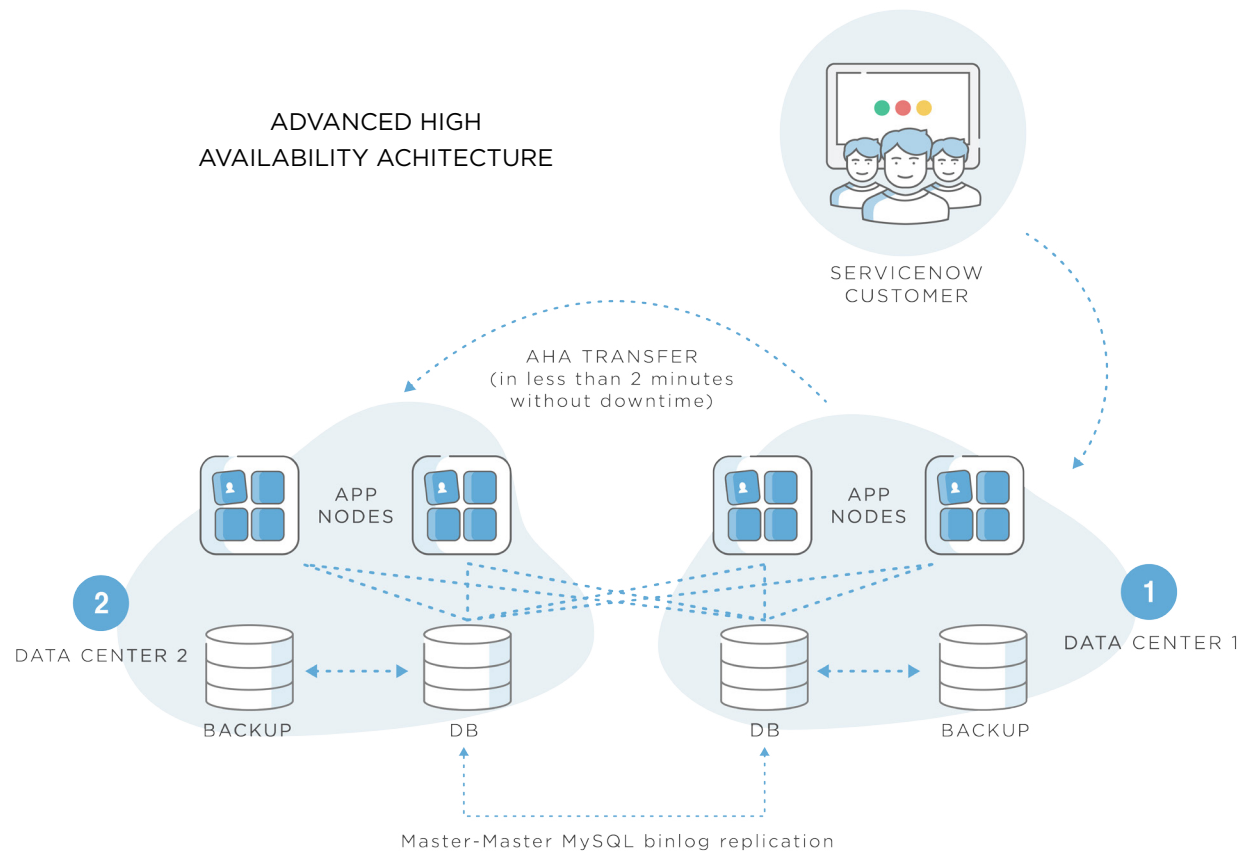 ADVANCED HIGH
AVAILABILITY ACHITECTURE
SERVICENOW
CUSTOMER
AHA TRANSFER
(in less than 2 minutes
without downtime)
APP
NODES
APP
NODES
2
DATA CENTER 2
1
DATA CENTER 1
BACKUP
DB
DB
BACKUP
Master-Master MySQL binlog replication